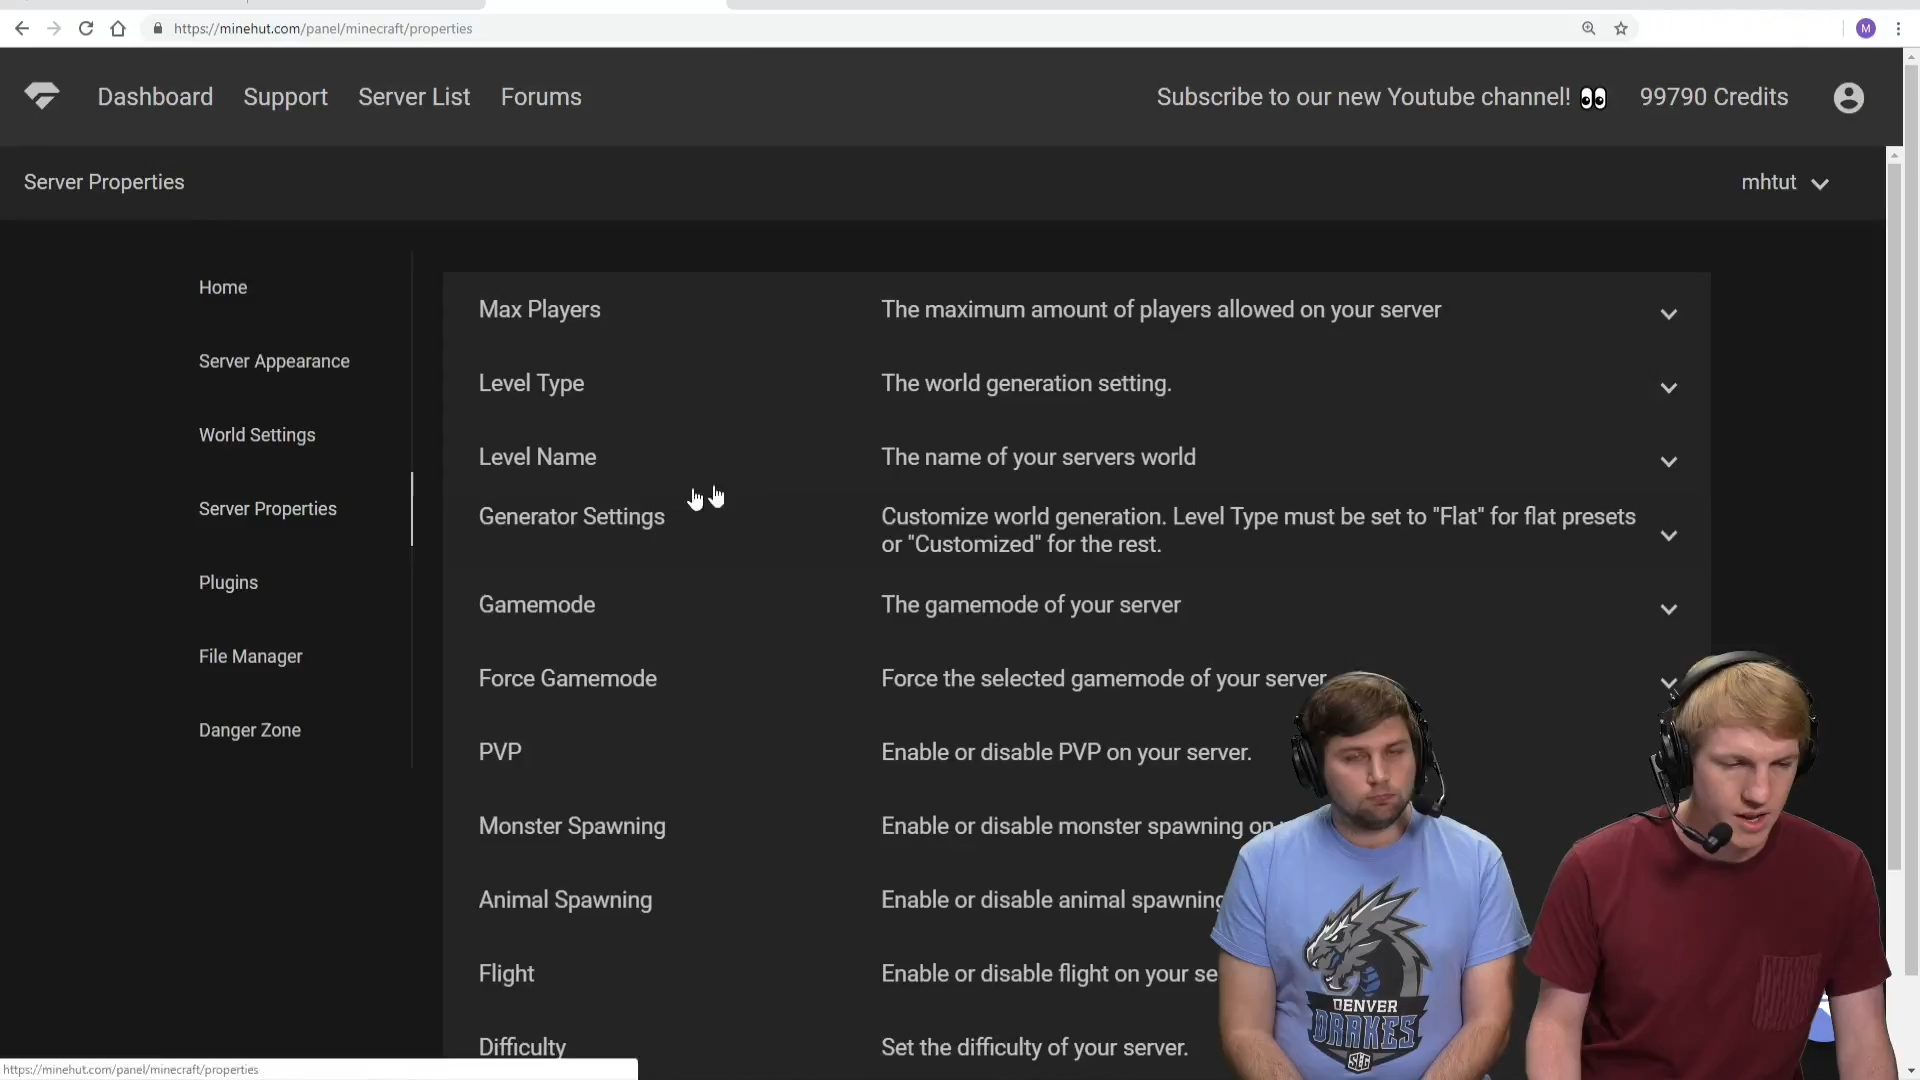 https://minehut.com/panel/minecraft/properties
M
Dashboard Support Server List Forums Subscribe to our new Youtube channel! 👀 99790 Credits
Server Properties mhtut
Home
Server Appearance
World Settings
Server Properties
Plugins
File Manager
Danger Zone
Max Players The maximum amount of players allowed on your server
Level Type The world generation setting.
Level Name The name of your servers world
Generator Settings Customize world generation. Level Type must be set to "Flat" for flat presets
or "Customized" for the rest.
Gamemode The gamemode of your server
Force Gamemode Force the selected gamemode of your server
PVP Enable or disable PVP on your server.
Monster Spawning Enable or disable monster spawning on
Animal Spawning Enable or disable animal spawning
Flight Enable or disable flight on your se
Difficulty Set the difficulty of your server.
DENVER
DRAKES
SEG
https://minehut.com/panel/minecraft/properties